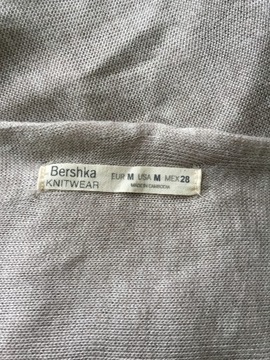 Bershka
KNITWEAR
EUR M USA M MEX 28
MADE IN CAMBODIA